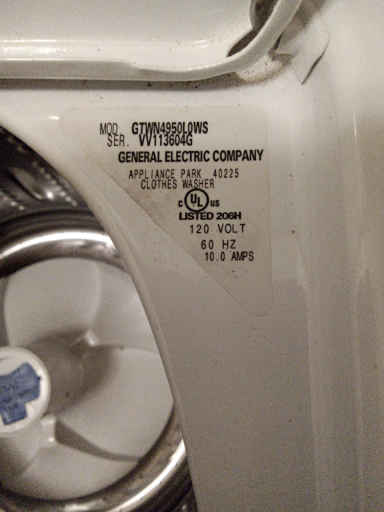 MOD. GTWN4950L0WS
SER. VV113604G
GENERAL ELECTRIC COMPANY
APPLIANCE PARK 40225
CLOTHES WASHER
C UL US
LISTED 206H
120 VOLT
60 HZ
10.0 AMPS